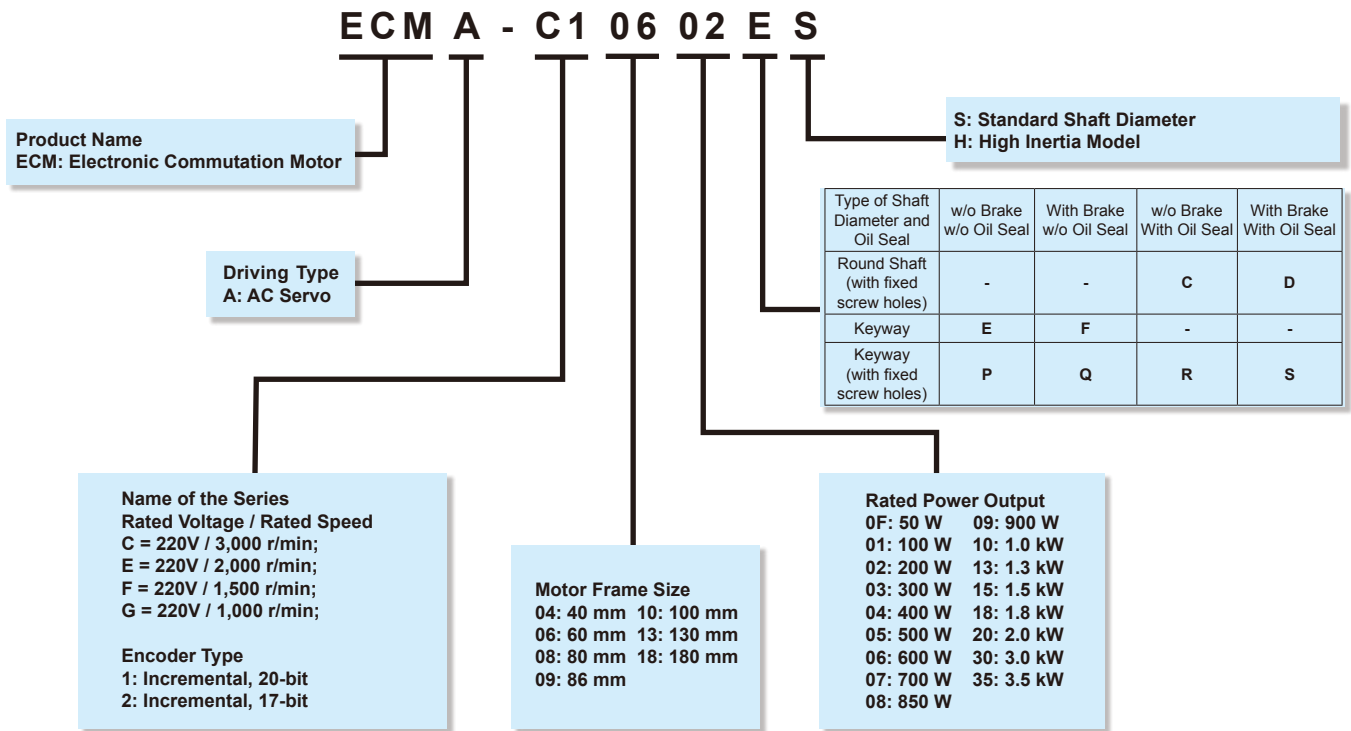 ECM A - C1 06 02 E S
Product Name
ECM: Electronic Commutation Motor
S: Standard Shaft Diameter
H: High Inertia Model
Driving Type
A: AC Servo
Type of Shaft Diameter and Oil Seal | w/o Brake w/o Oil Seal | With Brake w/o Oil Seal | w/o Brake With Oil Seal | With Brake With Oil Seal
Round Shaft (with fixed screw holes) | - | - | C | D
Keyway | E | F | - | -
Keyway (with fixed screw holes) | P | Q | R | S
Name of the Series
Rated Voltage / Rated Speed
C = 220V / 3,000 r/min;
E = 220V / 2,000 r/min;
F = 220V / 1,500 r/min;
G = 220V / 1,000 r/min;
Encoder Type
1: Incremental, 20-bit
2: Incremental, 17-bit
Motor Frame Size
04: 40 mm 10: 100 mm
06: 60 mm 13: 130 mm
08: 80 mm 18: 180 mm
09: 86 mm
Rated Power Output
0F: 50 W 09: 900 W
01: 100 W 10: 1.0 kW
02: 200 W 13: 1.3 kW
03: 300 W 15: 1.5 kW
04: 400 W 18: 1.8 kW
05: 500 W 20: 2.0 kW
06: 600 W 30: 3.0 kW
07: 700 W 35: 3.5 kW
08: 850 W